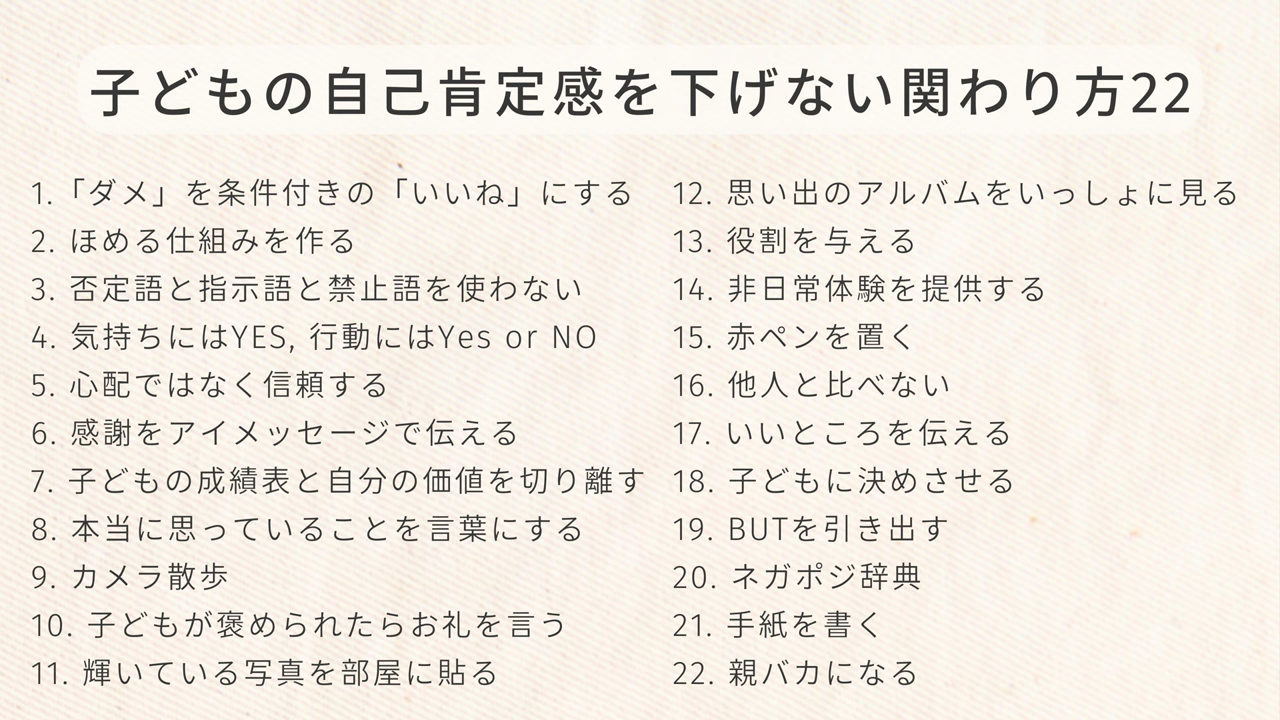 子どもの自己肯定感を下げない関わり方22
1.「ダメ」を条件付きの「いいね」にする
2. ほめる仕組みを作る
3. 否定語と指示語と禁止語を使わない
4. 気持ちにはYES, 行動にはYes or NO
5. 心配ではなく信頼する
6. 感謝をアイメッセージで伝える
7. 子どもの成績表と自分の価値を切り離す
8. 本当に思っていることを言葉にする
9. カメラ散歩
10. 子どもが褒められたらお礼を言う
11. 輝いている写真を部屋に貼る
12. 思い出のアルバムをいっしょに見る
13. 役割を与える
14. 非日常体験を提供する
15. 赤ペンを置く
16. 他人と比べない
17. いいところを伝える
18. 子どもに決めさせる
19. BUTを引き出す
20. ネガポジ辞典
21. 手紙を書く
22. 親バカになる